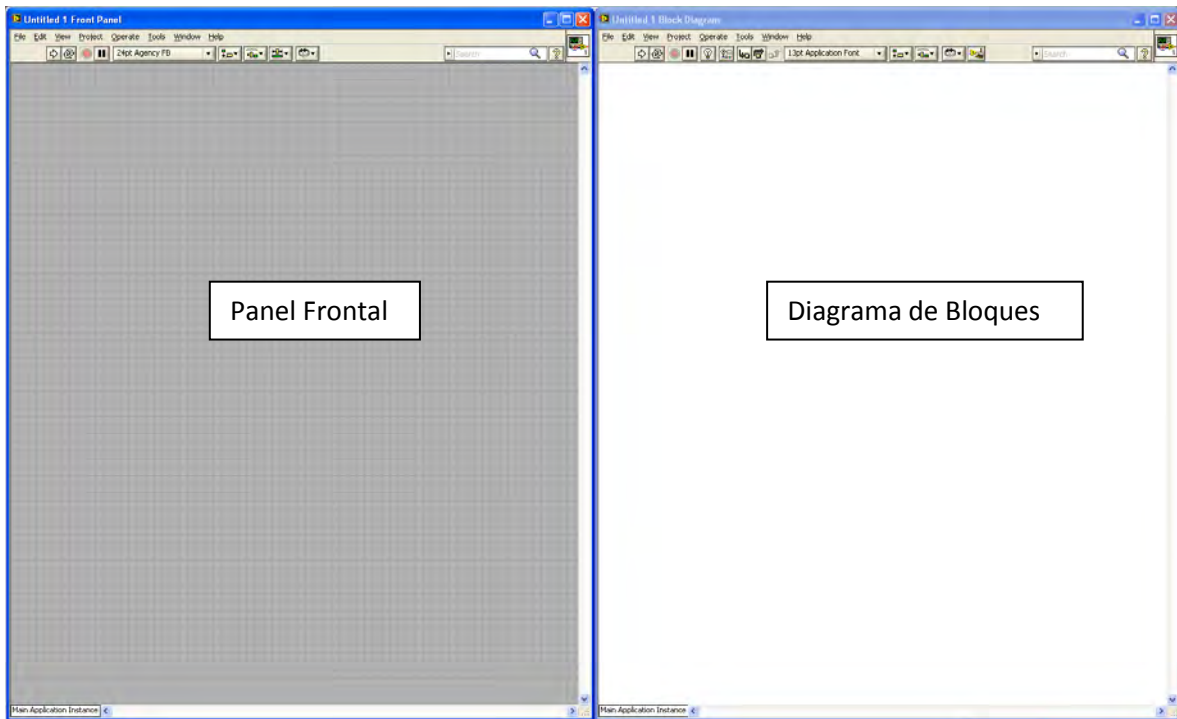 Untitled 1 Front Panel
File Edit View Project Operate Tools Window Help
24pt Agency FB
Search
Panel Frontal
Main Application Instance
Untitled 1 Block Diagram
File Edit View Project Operate Tools Window Help
13pt Application Font
Search
Diagrama de Bloques
Main Application Instance